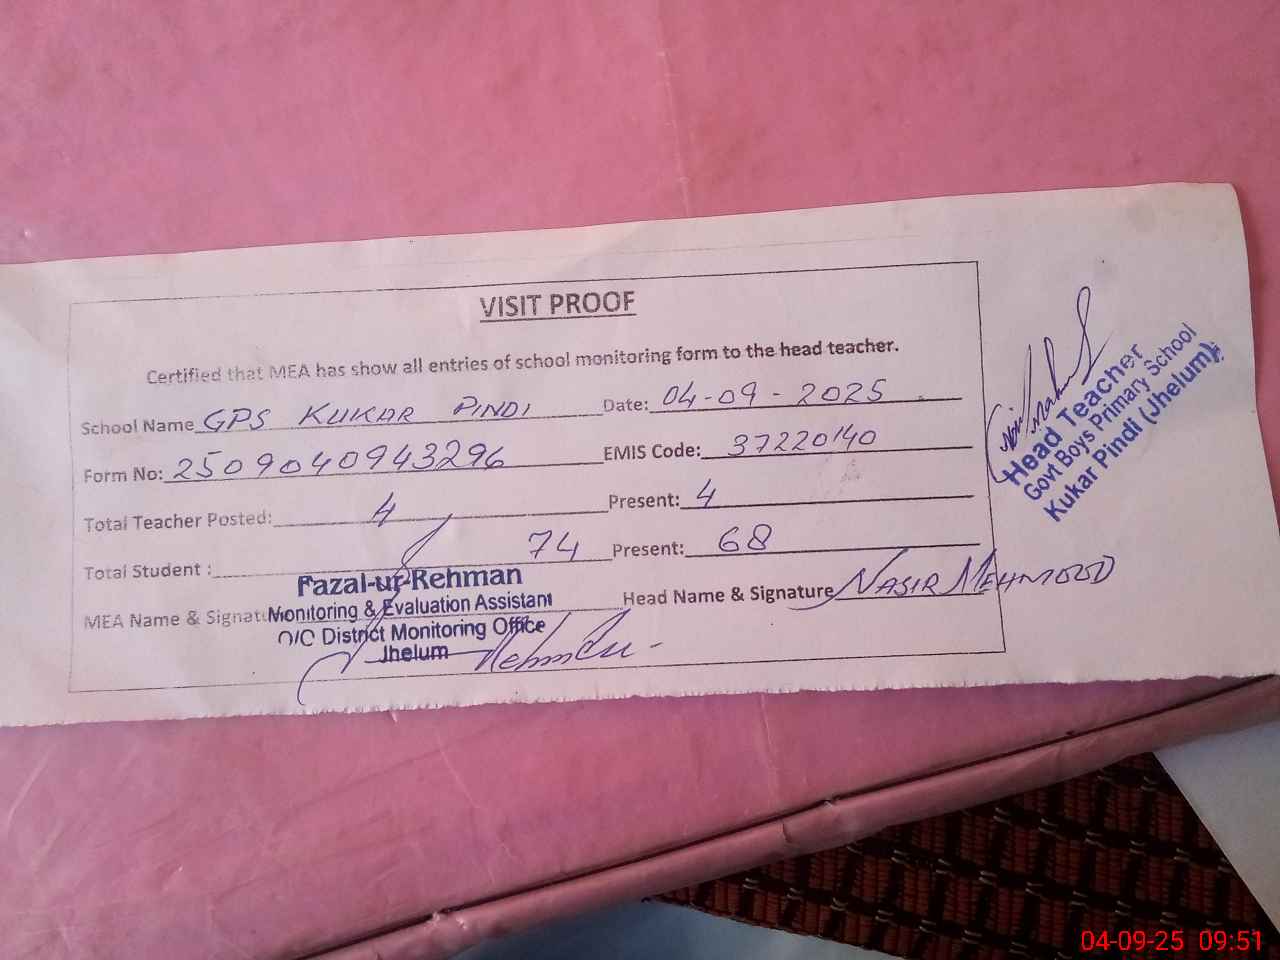 VISIT PROOF
Certified that MEA has show all entries of school monitoring form to the head teacher.
School Name GPS KUKAR PINDI Date: 04-09-2025
Form No: 2509040943296 EMIS Code: 37220140
Total Teacher Posted: 4 Present: 4
Total Student : 74 Present: 68
MEA Name & Signatu Head Name & Signature NASIR MEHMOOD
Fazal-ur-Rehman
Monitoring & Evaluation Assistant
O/O District Monitoring Office
Jhelum
Head Teacher
Govt Boys Primary School
Kukar Pindi (Jhelum)
04-09-25 09:51